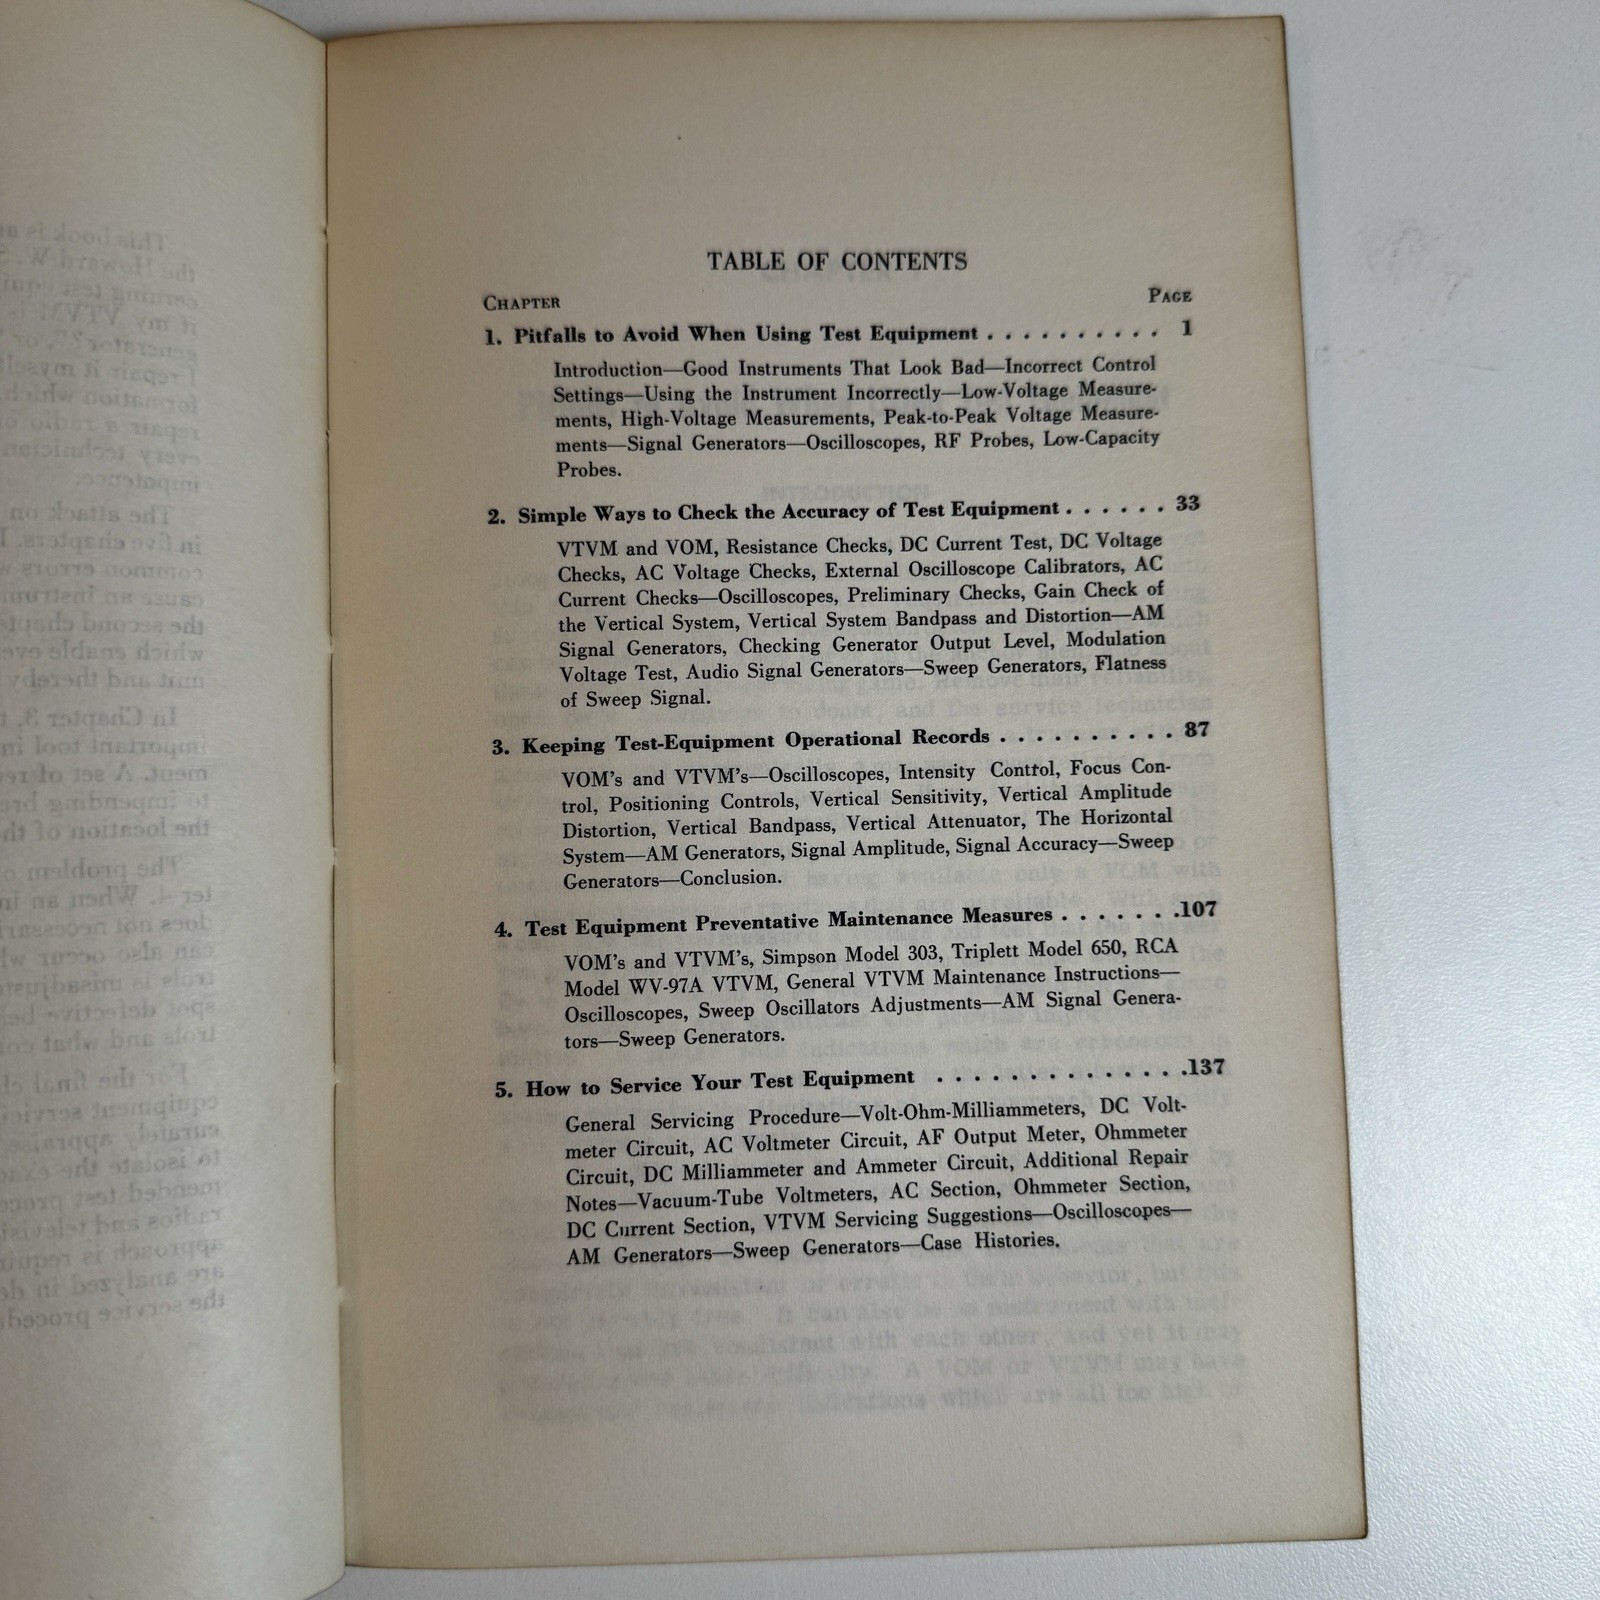 TABLE OF CONTENTS
CHAPTER PAGE
1. Pitfalls to Avoid When Using Test Equipment . . . . . . . . . . 1
Introduction—Good Instruments That Look Bad—Incorrect Control
Settings—Using the Instrument Incorrectly—Low-Voltage Measure-
ments, High-Voltage Measurements, Peak-to-Peak Voltage Measure-
ments—Signal Generators—Oscilloscopes, RF Probes, Low-Capacity
Probes.
2. Simple Ways to Check the Accuracy of Test Equipment . . . . . . 33
VTVM and VOM, Resistance Checks, DC Current Test, DC Voltage
Checks, AC Voltage Checks, External Oscilloscope Calibrators, AC
Current Checks—Oscilloscopes, Preliminary Checks, Gain Check of
the Vertical System, Vertical System Bandpass and Distortion—AM
Signal Generators, Checking Generator Output Level, Modulation
Voltage Test, Audio Signal Generators—Sweep Generators, Flatness
of Sweep Signal.
3. Keeping Test-Equipment Operational Records . . . . . . . . . . 87
VOM's and VTVM's—Oscilloscopes, Intensity Control, Focus Con-
trol, Positioning Controls, Vertical Sensitivity, Vertical Amplitude
Distortion, Vertical Bandpass, Vertical Attenuator, The Horizontal
System—AM Generators, Signal Amplitude, Signal Accuracy—Sweep
Generators—Conclusion.
4. Test Equipment Preventative Maintenance Measures . . . . . . .107
VOM's and VTVM's, Simpson Model 303, Triplett Model 650, RCA
Model WV-97A VTVM, General VTVM Maintenance Instructions—
Oscilloscopes, Sweep Oscillators Adjustments—AM Signal Genera-
tors—Sweep Generators.
5. How to Service Your Test Equipment . . . . . . . . . . . . . .137
General Servicing Procedure—Volt-Ohm-Milliammeters, DC Volt-
meter Circuit, AC Voltmeter Circuit, AF Output Meter, Ohmmeter
Circuit, DC Milliammeter and Ammeter Circuit, Additional Repair
Notes—Vacuum-Tube Voltmeters, AC Section, Ohmmeter Section,
DC Current Section, VTVM Servicing Suggestions—Oscilloscopes—
AM Generators—Sweep Generators—Case Histories.